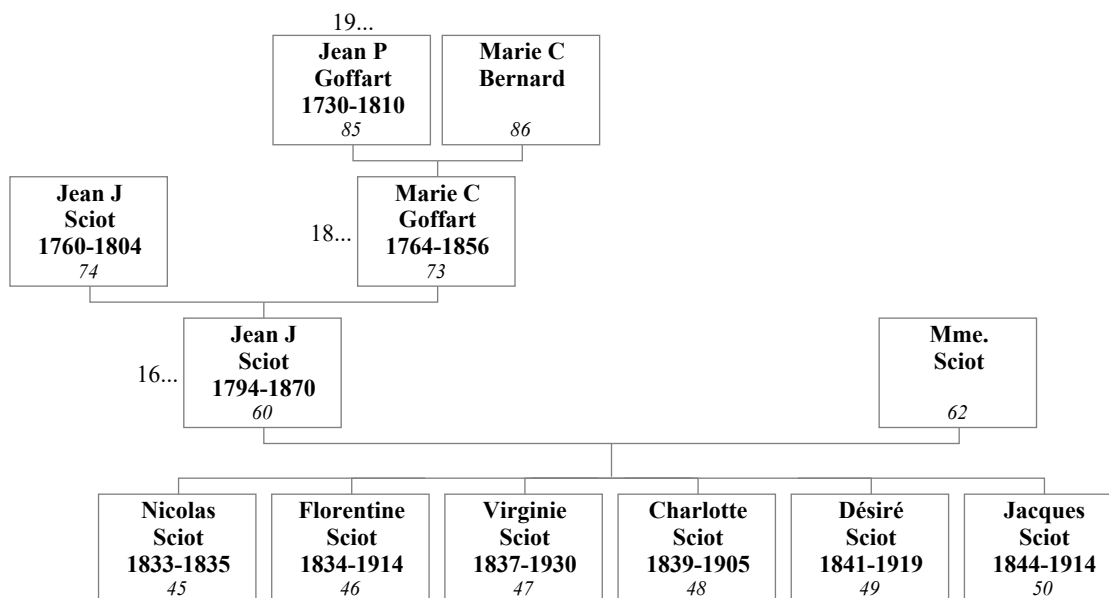 19...
Jean P
Goffart
1730-1810
85
Marie C
Bernard
86
Jean J
Sciot
1760-1804
74
18...
Marie C
Goffart
1764-1856
73
16...
Jean J
Sciot
1794-1870
60
Mme.
Sciot
62
Nicolas
Sciot
1833-1835
45
Florentine
Sciot
1834-1914
46
Virginie
Sciot
1837-1930
47
Charlotte
Sciot
1839-1905
48
Désiré
Sciot
1841-1919
49
Jacques
Sciot
1844-1914
50